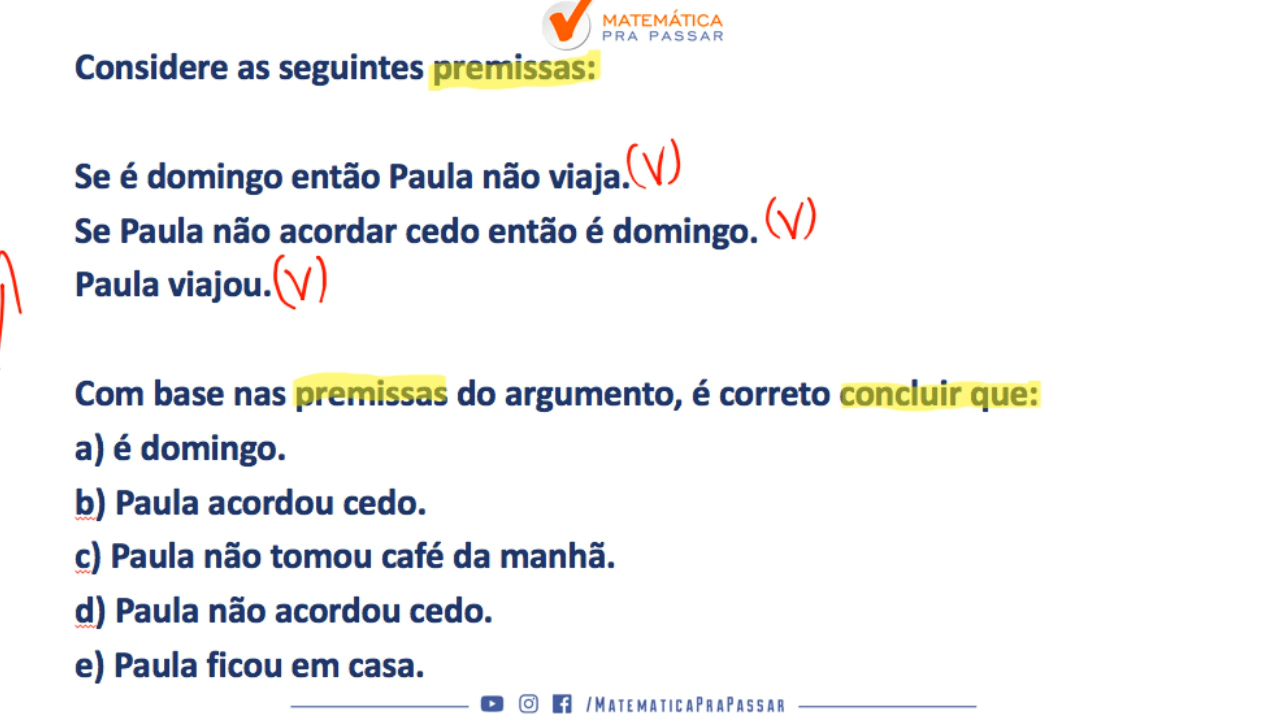 MATEMÁTICA
PRA PASSAR
Considere as seguintes premissas:
Se é domingo então Paula não viaja. (V)
Se Paula não acordar cedo então é domingo. (V)
Paula viajou. (V)
Com base nas premissas do argumento, é correto concluir que:
a) é domingo.
b) Paula acordou cedo.
c) Paula não tomou café da manhã.
d) Paula não acordou cedo.
e) Paula ficou em casa.
/MATEMATICAPRAPASSAR